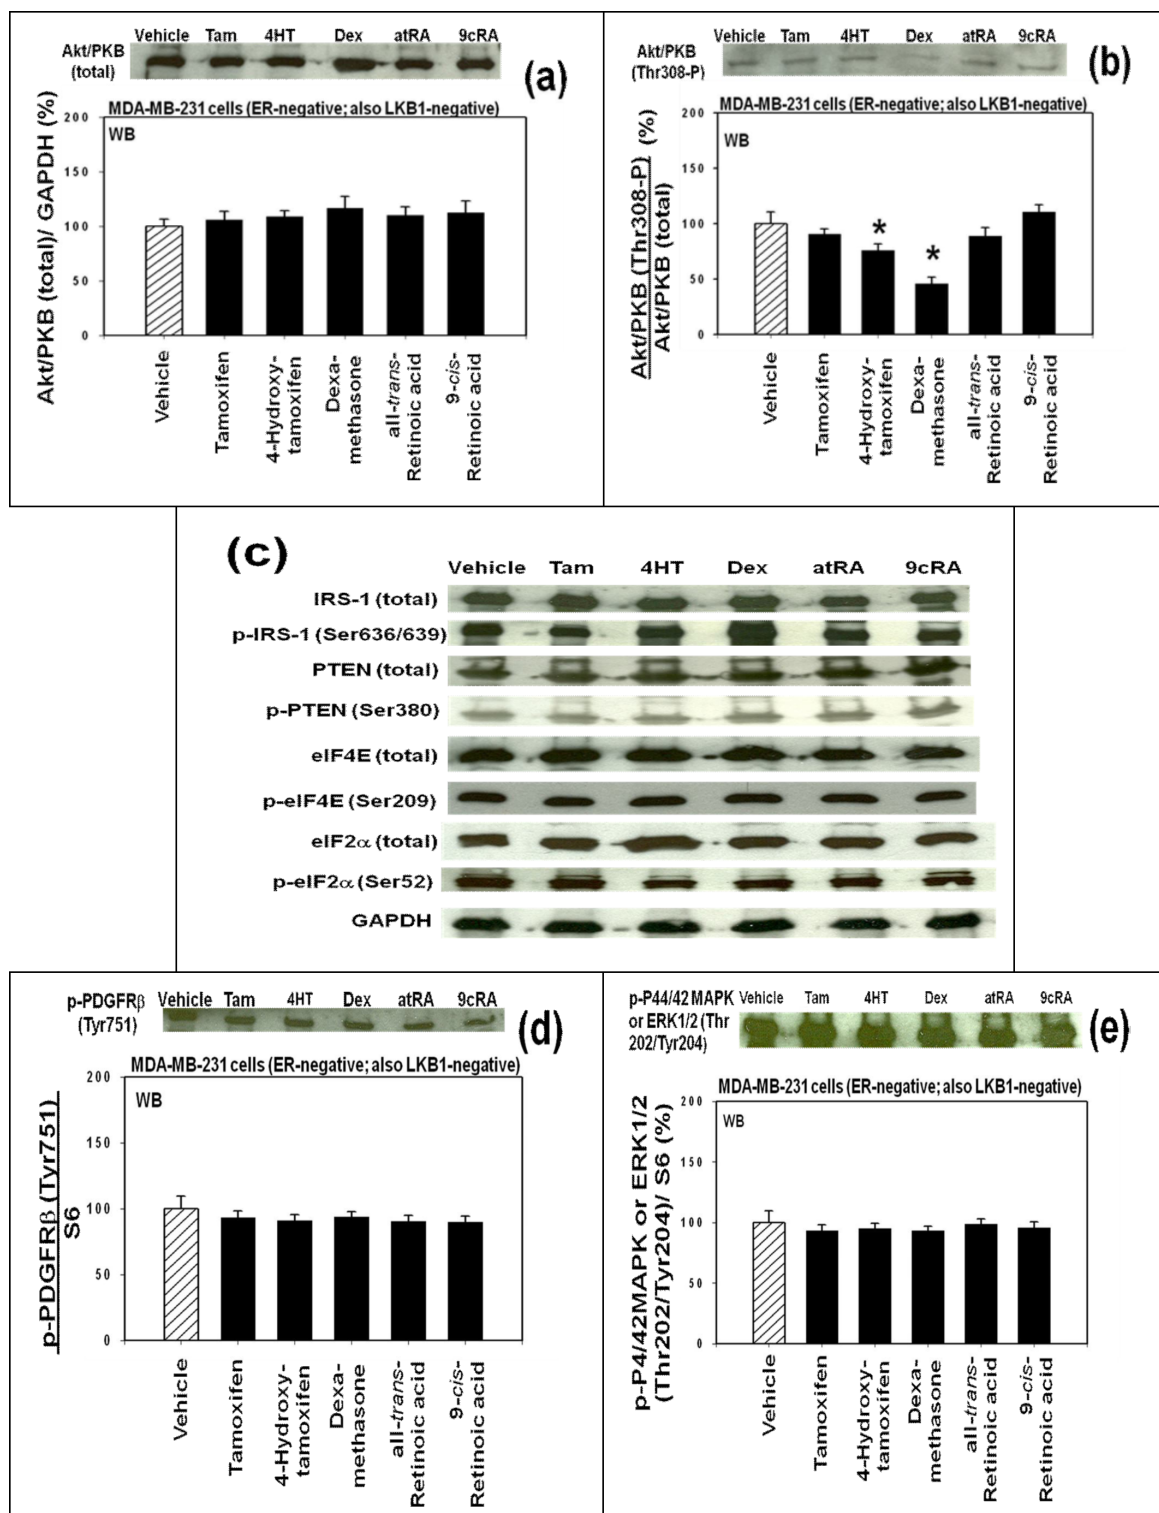 Vehicle Tam 4HT Dex atRA 9cRA
Akt/PKB
(total)
(a)
MDA-MB-231 cells (ER-negative; also LKB1-negative)
WB
Akt/PKB (total)/ GAPDH (%)
200
150
100
50
0
Vehicle
Tamoxifen
4-Hydroxy-
tamoxifen
Dexa-
methasone
all-trans-
Retinoic acid
9-cis-
Retinoic acid
Vehicle Tam 4HT Dex atRA 9cRA
Akt/PKB
(Thr308-P)
(b)
MDA-MB-231 cells (ER-negative; also LKB1-negative)
WB
Akt/PKB (Thr308-P) (%)
Akt/PKB (total)
200
150
100
50
0
*
*
Vehicle
Tamoxifen
4-Hydroxy-
tamoxifen
Dexa-
methasone
all-trans-
Retinoic acid
9-cis-
Retinoic acid
(c)
Vehicle Tam 4HT Dex atRA 9cRA
IRS-1 (total)
p-IRS-1 (Ser636/639)
PTEN (total)
p-PTEN (Ser380)
eIF4E (total)
p-eIF4E (Ser209)
eIF2α (total)
p-eIF2α (Ser52)
GAPDH
p-PDGFRβ
(Tyr751)
Vehicle Tam 4HT Dex atRA 9cRA
(d)
MDA-MB-231 cells (ER-negative; also LKB1-negative)
WB
p-PDGFRβ (Tyr751)
S6
200
150
100
50
0
Vehicle
Tamoxifen
4-Hydroxy-
tamoxifen
Dexa-
methasone
all-trans-
Retinoic acid
9-cis-
Retinoic acid
p-P44/42 MAPK
or ERK1/2 (Thr
202/Tyr204)
Vehicle Tam 4HT Dex atRA 9cRA
(e)
MDA-MB-231 cells (ER-negative; also LKB1-negative)
WB
p-P4/42MAPK or ERK1/2
(Thr202/Tyr204)/ S6 (%)
200
150
100
50
0
Vehicle
Tamoxifen
4-Hydroxy-
tamoxifen
Dexa-
methasone
all-trans-
Retinoic acid
9-cis-
Retinoic acid